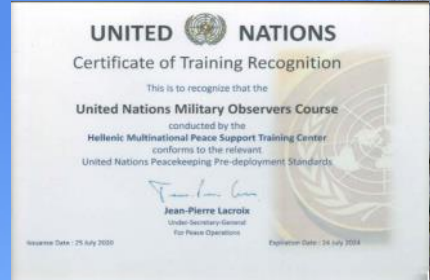 UNITED NATIONS
Certificate of Training Recognition
This is to recognize that the
United Nations Military Observers Course
conducted by the
Hellenic Multinational Peace Support Training Center
conforms to the relevant
United Nations Peacekeeping Pre-deployment Standards
Jean-Pierre Lacroix
Under-Secretary-General
For Peace Operations
Issuance Date : 25 July 2020 Expiration Date : 24 July 2024